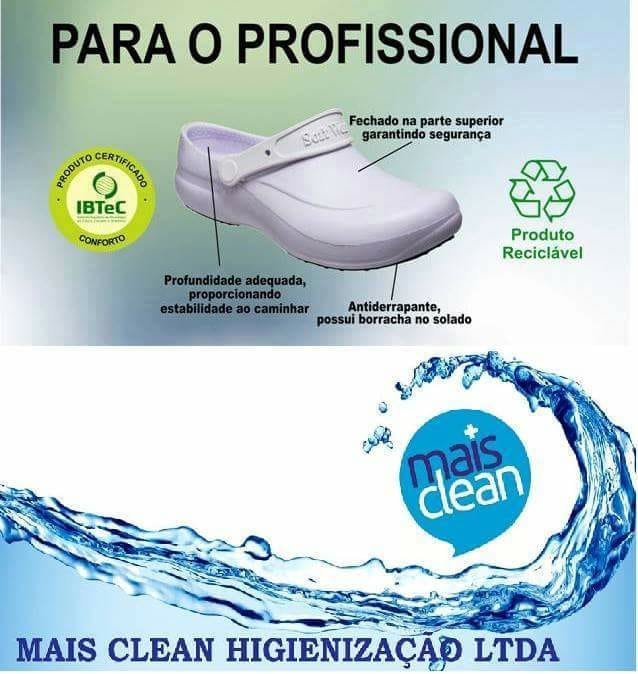 PARA O PROFISSIONAL
Fechado na parte superior
garantindo segurança
PRODUTO CERTIFICADO
IBTeC
CONFORTO
Produto
Reciclável
Profundidade adequada,
proporcionando
estabilidade ao caminhar
Antiderrapante,
possui borracha no solado
mais
clean
MAIS CLEAN HIGIENIZAÇÃO LTDA